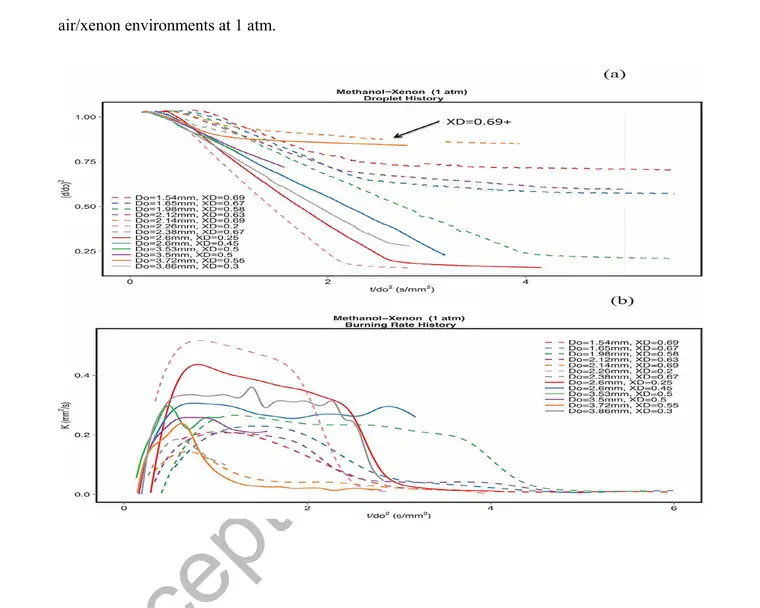 air/xenon environments at 1 atm.
(a)
Methanol−Xenon (1 atm)
Droplet History
XD=0.69+
1.00
0.75
0.50
0.25
(d/do)²
Do=1.54mm, XD=0.69
Do=1.65mm, XD=0.67
Do=1.98mm, XD=0.58
Do=2.12mm, XD=0.63
Do=2.14mm, XD=0.69
Do=2.26mm, XD=0.2
Do=2.38mm, XD=0.67
Do=2.6mm, XD=0.25
Do=2.6mm, XD=0.45
Do=3.53mm, XD=0.5
Do=3.5mm, XD=0.5
Do=3.72mm, XD=0.55
Do=3.86mm, XD=0.3
0 2 4
t/do² (s/mm²)
(b)
Methanol−Xenon (1 atm)
Burning Rate History
0.4
0.2
0.0
K (mm²/s)
Do=1.54mm, XD=0.69
Do=1.65mm, XD=0.67
Do=1.98mm, XD=0.58
Do=2.12mm, XD=0.63
Do=2.14mm, XD=0.69
Do=2.26mm, XD=0.2
Do=2.38mm, XD=0.67
Do=2.6mm, XD=0.25
Do=2.6mm, XD=0.45
Do=3.53mm, XD=0.5
Do=3.5mm, XD=0.5
Do=3.72mm, XD=0.55
Do=3.86mm, XD=0.3
0 2 4 6
t/do² (s/mm²)
cept